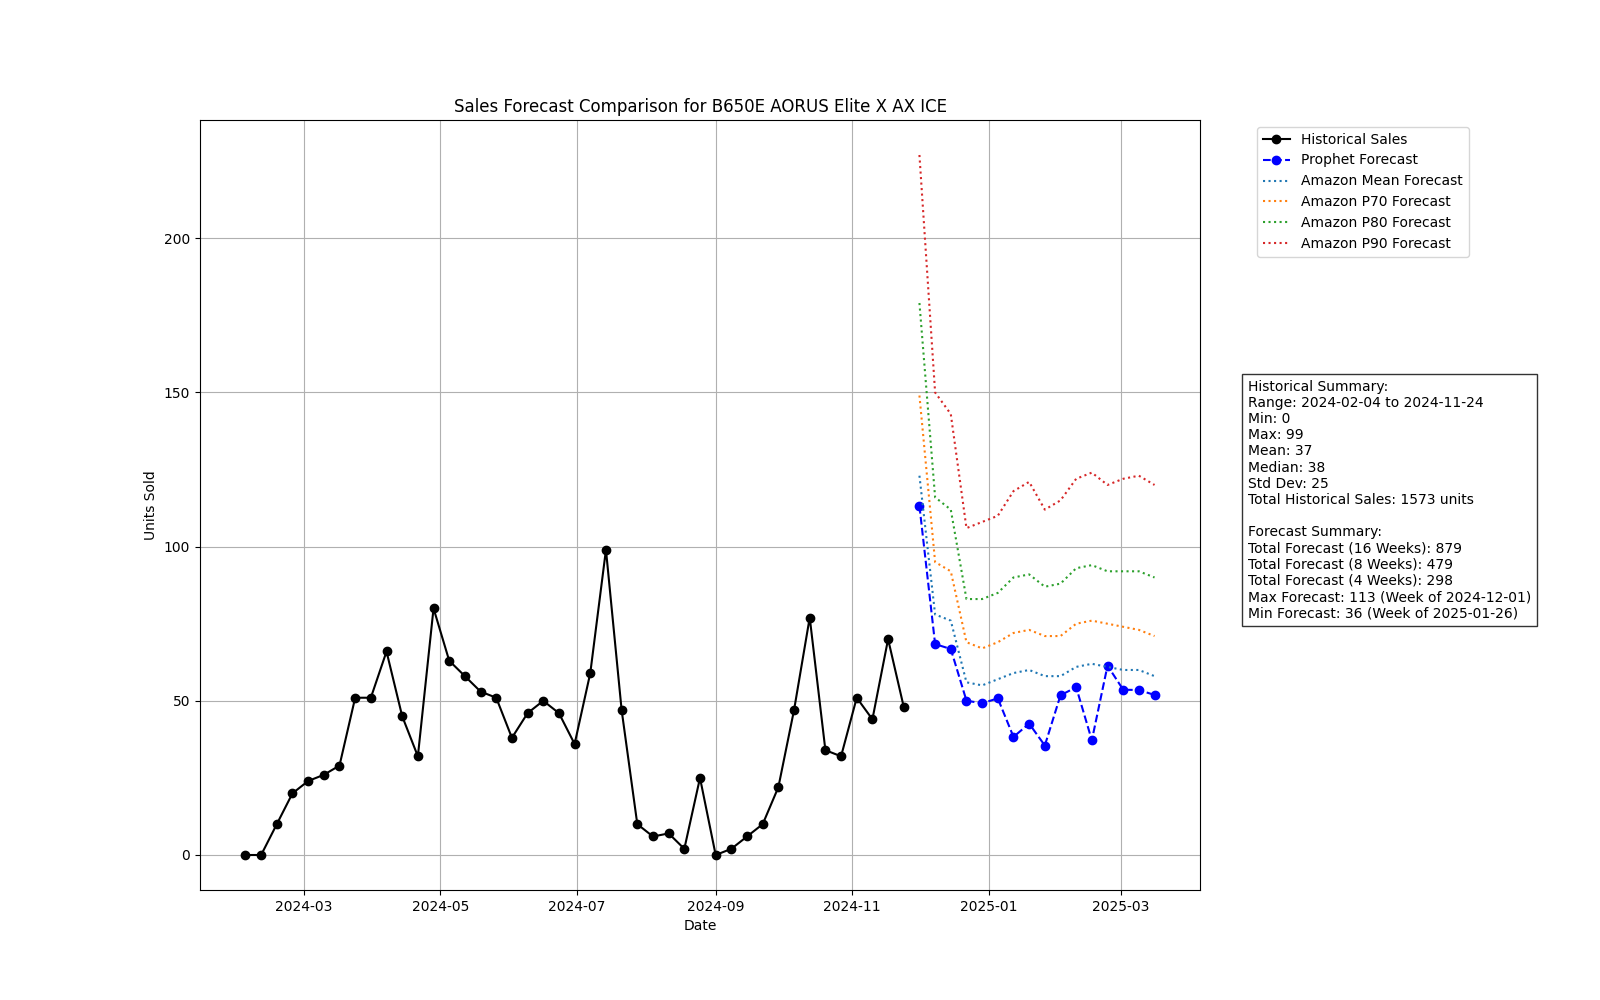 Sales Forecast Comparison for B650E AORUS Elite X AX ICE
Historical Sales
Prophet Forecast
Amazon Mean Forecast
Amazon P70 Forecast
Amazon P80 Forecast
Amazon P90 Forecast
200
150
100
50
0
Units Sold
2024-03
2024-05
2024-07
2024-09
2024-11
2025-01
2025-03
Date
Historical Summary:
Range: 2024-02-04 to 2024-11-24
Min: 0
Max: 99
Mean: 37
Median: 38
Std Dev: 25
Total Historical Sales: 1573 units
Forecast Summary:
Total Forecast (16 Weeks): 879
Total Forecast (8 Weeks): 479
Total Forecast (4 Weeks): 298
Max Forecast: 113 (Week of 2024-12-01)
Min Forecast: 36 (Week of 2025-01-26)